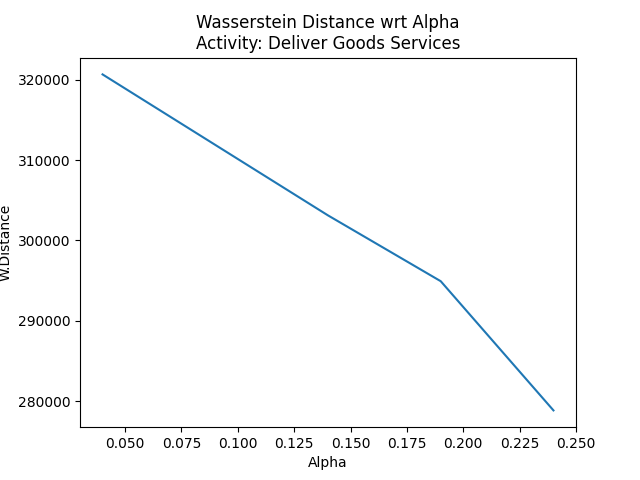 Wasserstein Distance wrt Alpha
Activity: Deliver Goods Services
320000
310000
300000
290000
280000
W.Distance
0.050 0.075 0.100 0.125 0.150 0.175 0.200 0.225 0.250
Alpha